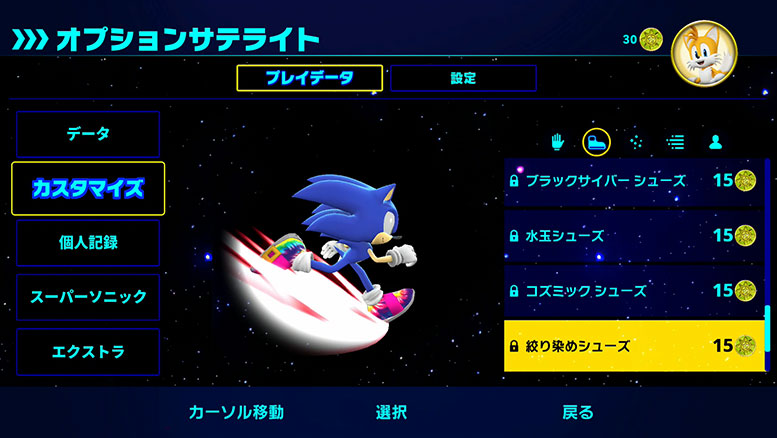 オプションサテライト
30
プレイデータ
設定
データ
カスタマイズ
個人記録
スーパーソニック
エクストラ
ブラックサイバー シューズ 15
水玉シューズ 15
コズミック シューズ 15
絞り染めシューズ 15
カーソル移動
選択
戻る